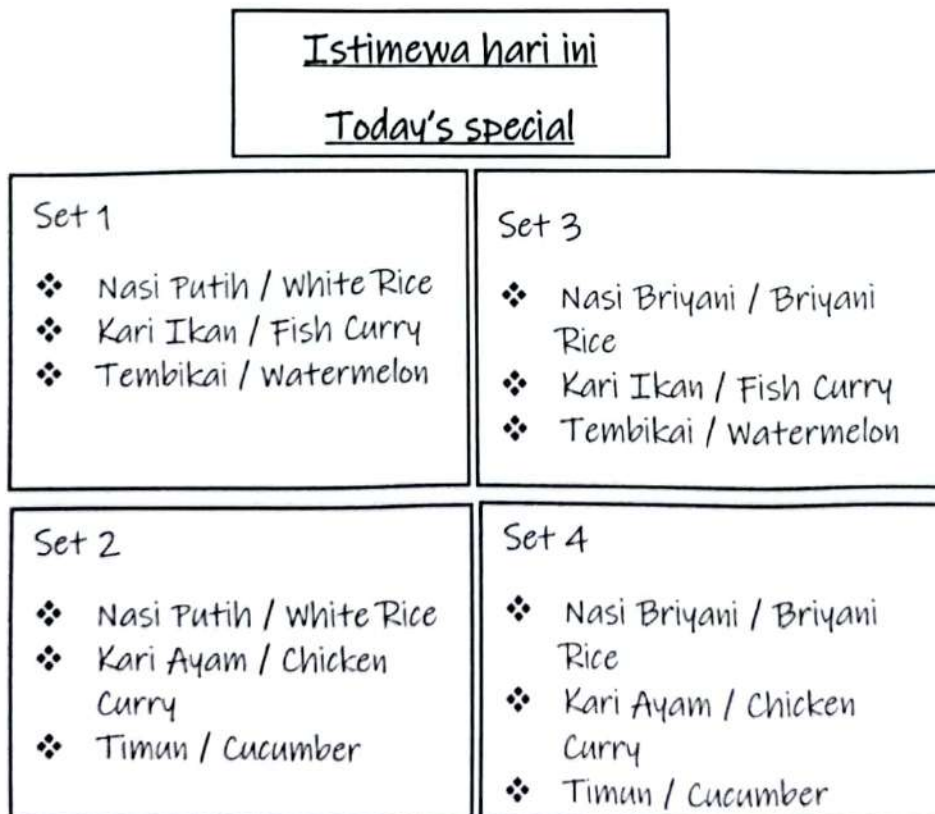 Istimewa hari ini
Today's special
Set 1
❖ Nasi Putih / White Rice
❖ Kari Ikan / Fish Curry
❖ Tembikai / Watermelon
Set 3
❖ Nasi Briyani / Briyani
Rice
❖ Kari Ikan / Fish Curry
❖ Tembikai / Watermelon
Set 2
❖ Nasi Putih / White Rice
❖ Kari Ayam / Chicken
Curry
❖ Timun / Cucumber
Set 4
❖ Nasi Briyani / Briyani
Rice
❖ Kari Ayam / Chicken
Curry
❖ Timun / Cucumber